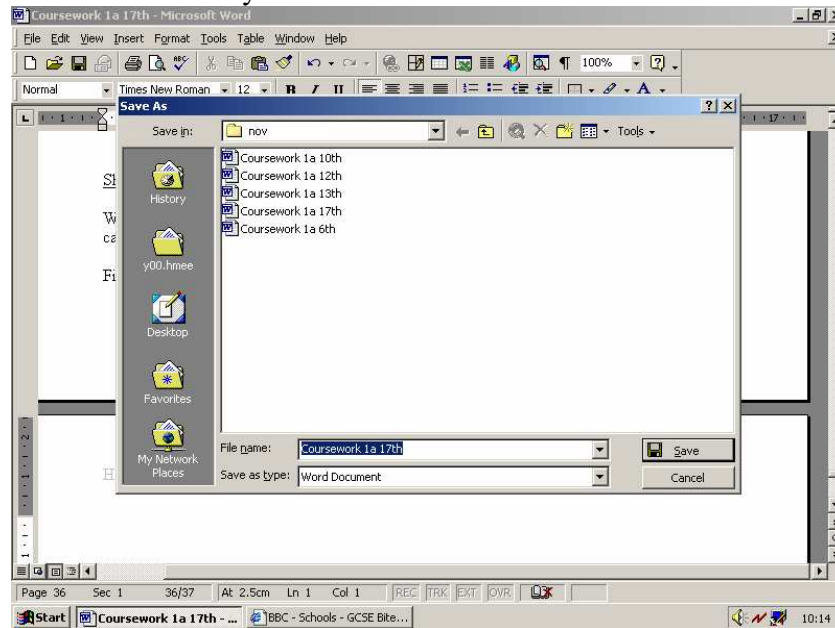 Coursework 1a 17th - Microsoft Word
File Edit View Insert Format Tools Table Window Help
100%
Normal Times New Roman 12 B I U A
Save As
Save in: nov Tools
History
y00.hmee
Desktop
Favorites
My Network Places
Coursework 1a 10th
Coursework 1a 12th
Coursework 1a 13th
Coursework 1a 17th
Coursework 1a 6th
File name: Coursework 1a 17th Save
Save as type: Word Document Cancel
Page 36 Sec 1 36/37 At 2.5cm Ln 1 Col 1 REC TRK EXT OVR
Start Coursework 1a 17th - ... BBC - Schools - GCSE Bite... 10:14